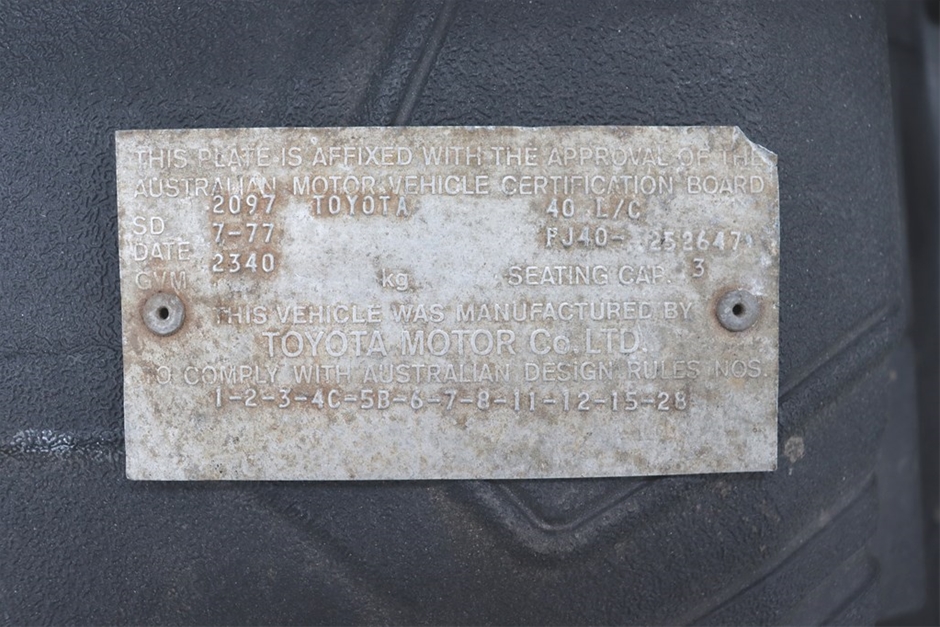 THIS PLATE IS AFFIXED WITH THE APPROVAL OF THE
AUSTRALIAN MOTOR VEHICLE CERTIFICATION BOARD
2097 TOYOTA 40 L/C
SD 7-77 FJ40- 252647
DATE
GVM 2340 kg SEATING CAP. 3
THIS VEHICLE WAS MANUFACTURED BY
TOYOTA MOTOR Co. LTD.
TO COMPLY WITH AUSTRALIAN DESIGN RULES NOS.
1-2-3-4C-5B-6-7-8-11-12-15-28